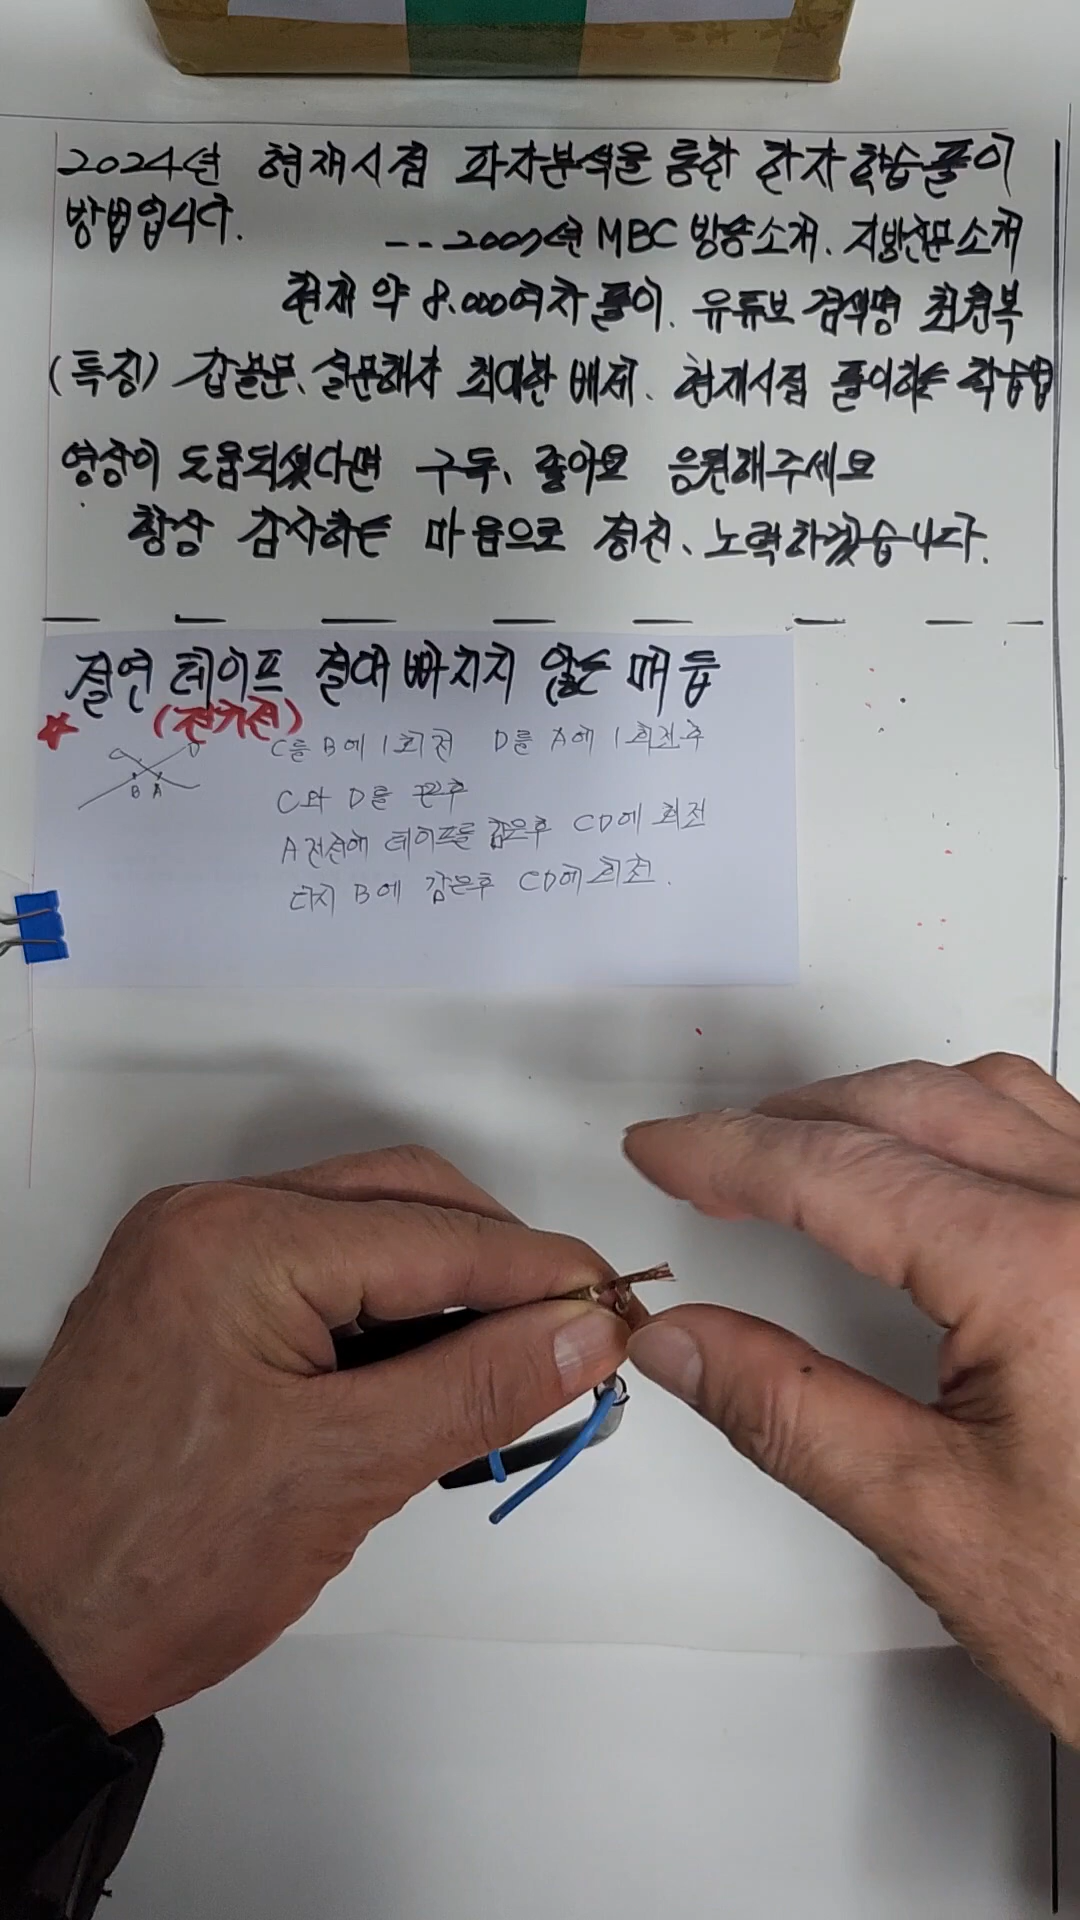 2024년 현재시점 파자분석을 통한 한자 학습풀이
방법입니다.
--- 2007년 MBC 방송소개. 지방신문소개
현재 약 8.000여자 풀이. 유튜브 검색명 최원복
(특징) 갑골문, 설문해자 최대한 배제. 현재시점 풀이하는 학습법
영상이 도움되셨다면 구독, 좋아요 응원해주세요
항상 감사하는 마음으로 정진, 노력하겠습니다.
절연 테이프 절대 빠지지 않는 매듭
(전기선)
C를 B에 1회전 D를 A에 1회전후
C D
B A
C와 D를 꼰후
A전선에 테이프를 감은후 CD에 회전
다시 B에 감은후 CD에 회전.